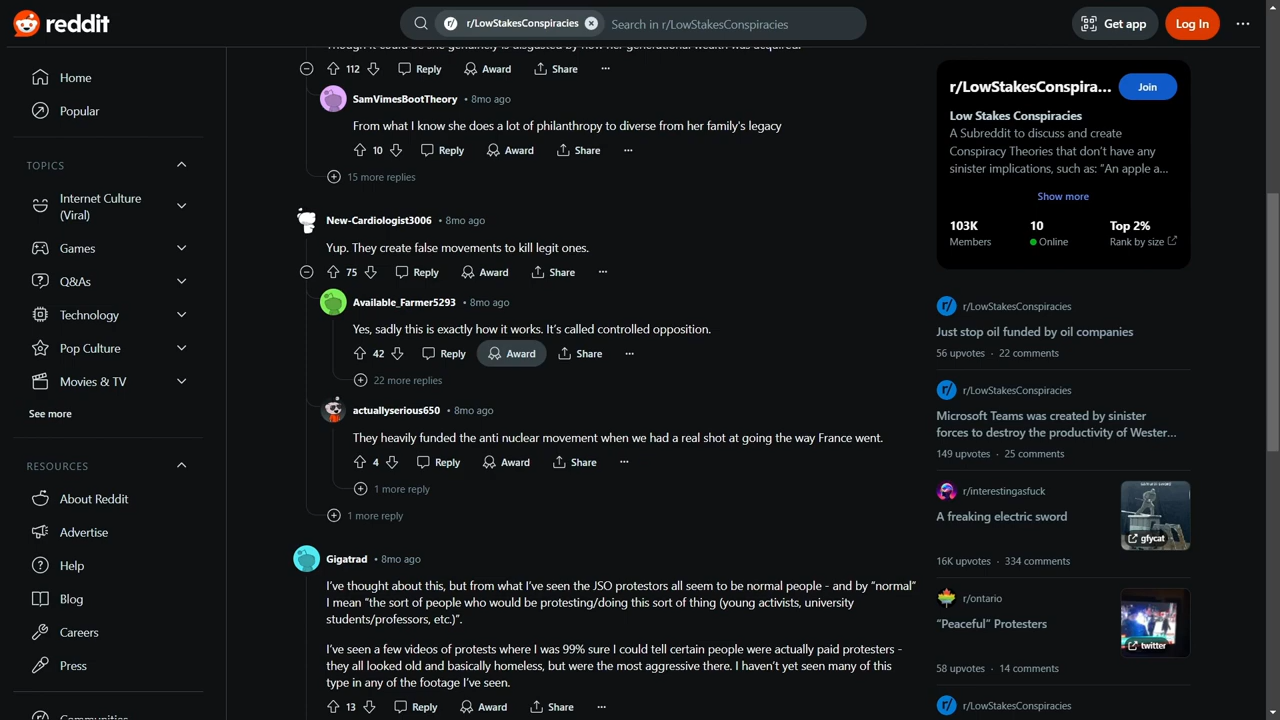 reddit
r/LowStakesConspiracies
Search in r/LowStakesConspiracies
Get app
Log In
Home
Popular
TOPICS
Internet Culture
(Viral)
Games
Q&As
Technology
Pop Culture
Movies & TV
See more
RESOURCES
About Reddit
Advertise
Help
Blog
Careers
Press
Communities
Though it could be she genuinely is disgusted by how her generational wealth was acquired.
112 Reply Award Share
SamVimesBootTheory • 8mo ago
From what I know she does a lot of philanthropy to diverse from her family's legacy
10 Reply Award Share
15 more replies
New-Cardiologist3006 • 8mo ago
Yup. They create false movements to kill legit ones.
75 Reply Award Share
Available_Farmer5293 • 8mo ago
Yes, sadly this is exactly how it works. It's called controlled opposition.
42 Reply Award Share
22 more replies
actuallyserious650 • 8mo ago
They heavily funded the anti nuclear movement when we had a real shot at going the way France went.
4 Reply Award Share
1 more reply
1 more reply
Gigatrad • 8mo ago
I've thought about this, but from what I've seen the JSO protestors all seem to be normal people - and by "normal"
I mean "the sort of people who would be protesting/doing this sort of thing (young activists, university
students/professors, etc.)".
I've seen a few videos of protests where I was 99% sure I could tell certain people were actually paid protesters -
they all looked old and basically homeless, but were the most aggressive there. I haven't yet seen many of this
type in any of the footage I've seen.
13 Reply Award Share
r/LowStakesConspira...
Join
Low Stakes Conspiracies
A Subreddit to discuss and create
Conspiracy Theories that don't have any
sinister implications, such as: "An apple a...
Show more
103K 10 Top 2%
Members Online Rank by size
r/LowStakesConspiracies
Just stop oil funded by oil companies
56 upvotes · 22 comments
r/LowStakesConspiracies
Microsoft Teams was created by sinister
forces to destroy the productivity of Wester...
149 upvotes · 25 comments
r/interestingasfuck
A freaking electric sword
gfycat
16K upvotes · 334 comments
r/ontario
"Peaceful" Protesters
twitter
58 upvotes · 14 comments
r/LowStakesConspiracies